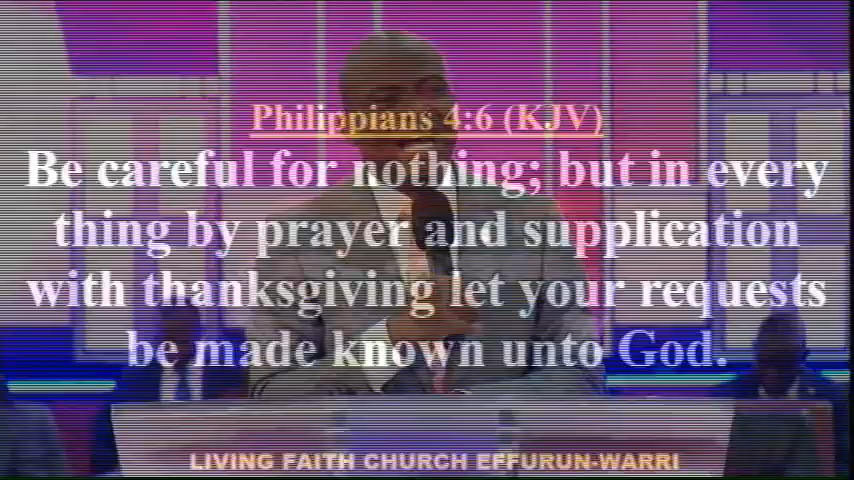 Philippians 4:6 (KJV)
Be careful for nothing; but in every
thing by prayer and supplication
with thanksgiving let your requests
be made known unto God.
LIVING FAITH CHURCH EFFURUN-WARRI